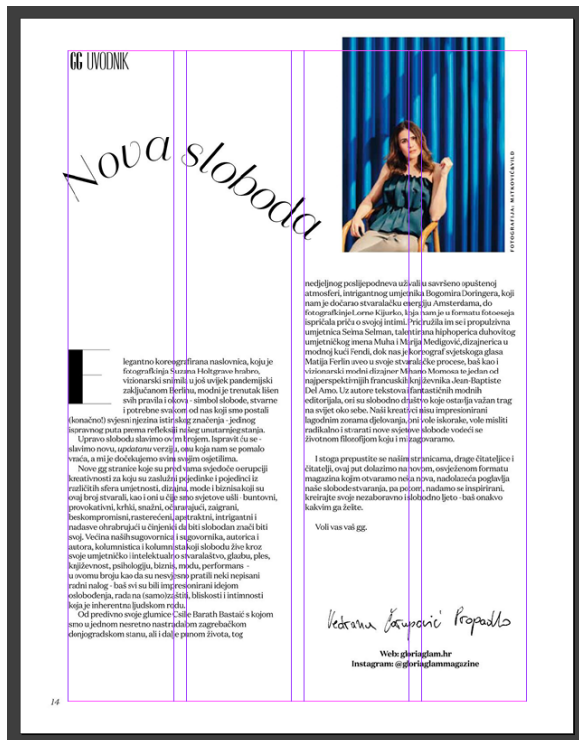 GG UVODNIK
Nova sloboda
FOTOGRAFIJA: MITKOVIĆ&VILD
Elegantno koreografirana naslovnica, koju je
fotografkinja Suzana Holtgrave hrabro,
vizionarski snimila u još uvijek pandemijski
zaključanom Berlinu, modni je trenutak lišen
svih pravila i okova - simbol slobode, stvarne
i potrebne svakom od nas koji smo postali
(konačno!) svjesni njezina istinskog značenja - jednog
ispravnog puta prema refleksiji našeg unutarnjeg stanja.
Upravo slobodu slavimo ovim brojem. Ispravit ću se -
slavimo novu, updatanu verziju, onu koja nam se pomalo
vraća, a mi je dočekujemo svim svojim osjetilima.
Nove gg stranice koje su pred vama svjedoče oerupciji
kreativnosti za koju su zaslužni pojedinke i pojedinci iz
različitih sfera umjetnosti, dizajna, mode i biznisa koji su
ovaj broj stvarali, kao i oni u čije smo svjetove ušli - buntovni,
provokativni, krhki, snažni, očaravajući, zaigrani,
beskompromisni, rasterećeni, apstraktni, intrigantni i
nadasve ohrabrujući u činjenici da biti slobodan znači biti
svoj. Većina naših sugovornica i sugovornika, autorica i
autora, kolumnistica i kolumnista koji slobodu žive kroz
svoje umjetničko i intelektualno stvaralaštvo, glazbu, ples,
književnost, psihologiju, biznis, modu, performans -
u ovomu broju kao da su nesvjesno pratili neki nepisani
radni nalog - baš svi su bili impresionirani idejom
oslobođenja, rada na (samo)zaštiti, bliskosti i intimnosti
koja je inherentna ljudskom rodu.
Od predivno svoje glumice Csilie Barath Bastaić s kojom
smo u jednom nesretno nastradalom zagrebačkom
donjogradskom stanu, ali i dalje punom života, tog
nedjeljnog poslijepodneva uživali u savršeno opuštenoj
atmosferi, intrigantnog umjetnika Bogomira Doringera, koji
nam je dočarao stvaralačku energiju Amsterdama, do
fotografkinje Lorne Kijurko, koja nam je u formatu fotoeseja
ispričala priču o svojoj intimi. Pridružila im se i propulzivna
umjetnica Selma Selman, talentirana hiphoperica duhovitog
umjetničkog imena Muha i Marija Medigović, dizajnerica u
modnoj kući Fendi, dok nas je koreograf svjetskoga glasa
Matija Ferlin uveo u svoje stvaralačke procese, baš kao i
vizionarski modni dizajner Mihano Momosa te jedan od
najperspektivnijih francuskih književnika Jean-Baptiste
Del Amo. Uz autore tekstova i fantastičnih modnih
editorijala, oni su slobodno društvo koje ostavlja važan trag
na svijet oko sebe. Naši kreativci nisu impresionirani
lagodnim zonama djelovanja, oni vole iskorake, vole misliti
radikalno i stvarati nove svjetove slobode vodeći se
životnom filozofijom koju i mi zagovaramo.
I stoga prepustite se našim stranicama, drage čitateljice i
čitatelji, ovaj put dolazimo na novom, osvježenom formatu
magazina kojim otvaramo neka nova, nadolazeća poglavlja
naše slobode stvaranja, pa potom, nadamo se inspirirani,
kreirajte svoje nezaboravno i slobodno ljeto - baš onakvo
kakvim ga želite.
Voli vas vaš gg.
Web: gloriaglam.hr
Instagram: @gloriaglammagazine
14